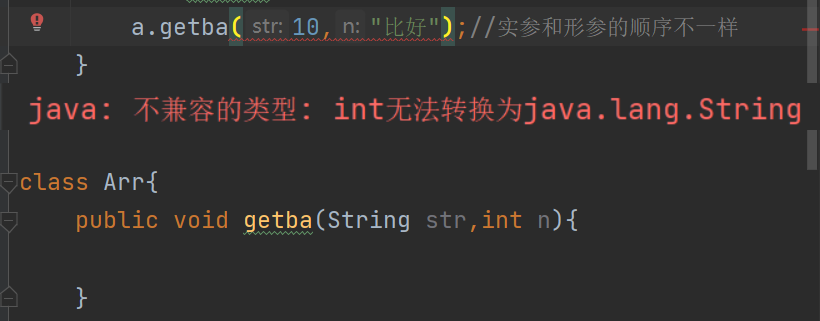 a.getba( str: 10, n: "比好");//实参和形参的顺序不一样
}
java: 不兼容的类型: int无法转换为java.lang.String
class Arr{
public void getba(String str,int n){
}